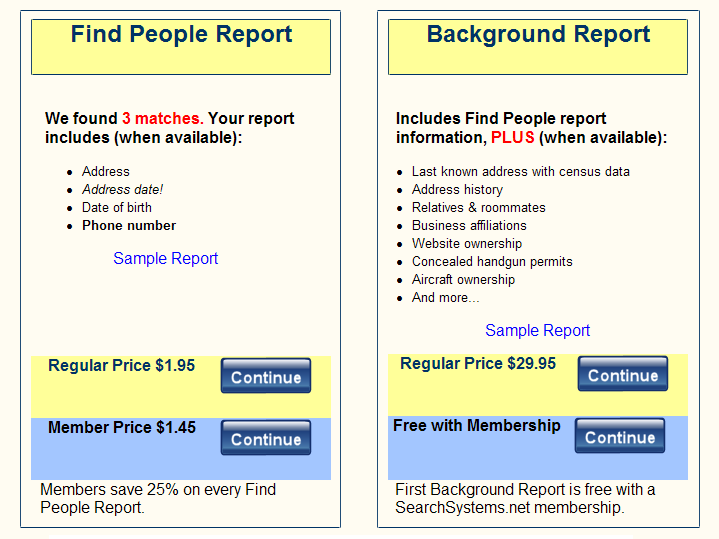 Find People Report
We found 3 matches. Your report
includes (when available):
Address
Address date!
Date of birth
Phone number
Sample Report
Regular Price $1.95
Continue
Member Price $1.45
Continue
Members save 25% on every Find
People Report.
Background Report
Includes Find People report
information, PLUS (when available):
Last known address with census data
Address history
Relatives & roommates
Business affiliations
Website ownership
Concealed handgun permits
Aircraft ownership
And more...
Sample Report
Regular Price $29.95
Continue
Free with Membership
Continue
First Background Report is free with a
SearchSystems.net membership.